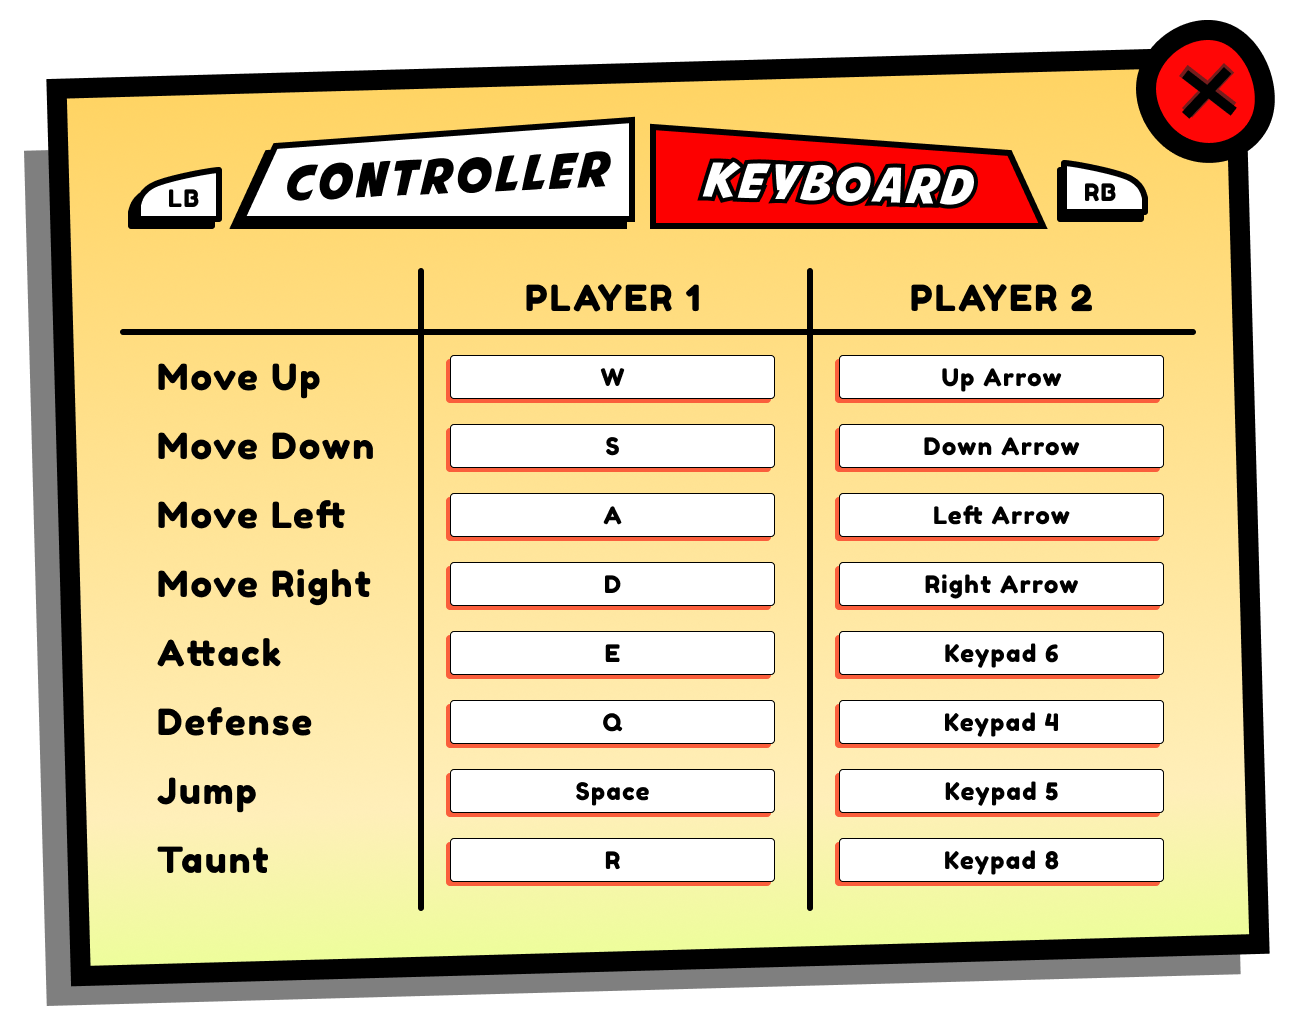 LB CONTROLLER KEYBOARD RB
PLAYER 1 PLAYER 2
Move Up W Up Arrow
Move Down S Down Arrow
Move Left A Left Arrow
Move Right D Right Arrow
Attack E Keypad 6
Defense Q Keypad 4
Jump Space Keypad 5
Taunt R Keypad 8